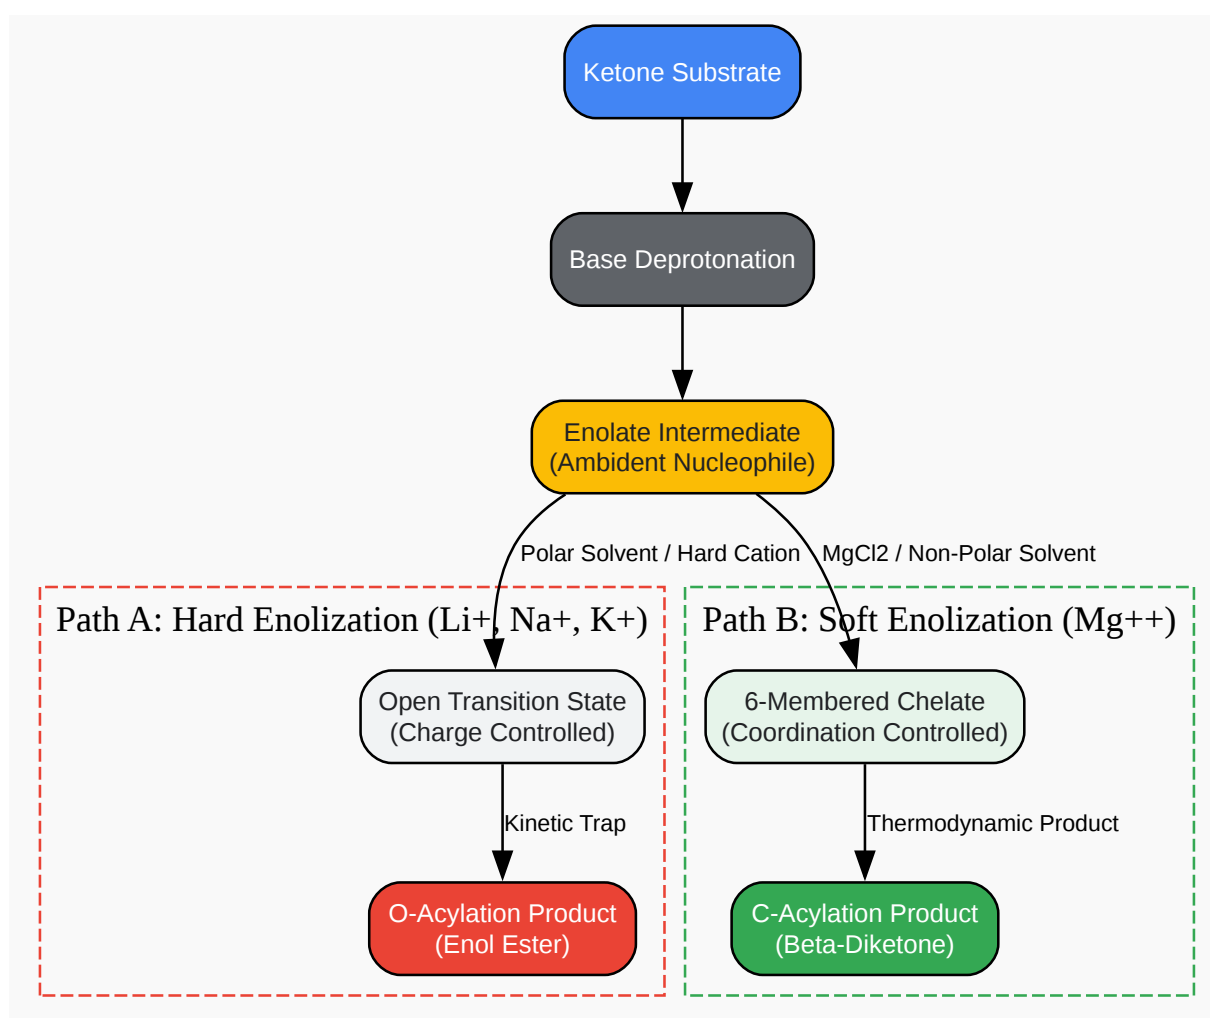 Ketone Substrate
Base Deprotonation
Enolate Intermediate
(Ambident Nucleophile)
Polar Solvent / Hard Cation
MgCl2 / Non-Polar Solvent
Path A: Hard Enolization (Li+, Na+, K+)
Path B: Soft Enolization (Mg++)
Open Transition State
(Charge Controlled)
6-Membered Chelate
(Coordination Controlled)
Kinetic Trap
Thermodynamic Product
O-Acylation Product
(Enol Ester)
C-Acylation Product
(Beta-Diketone)